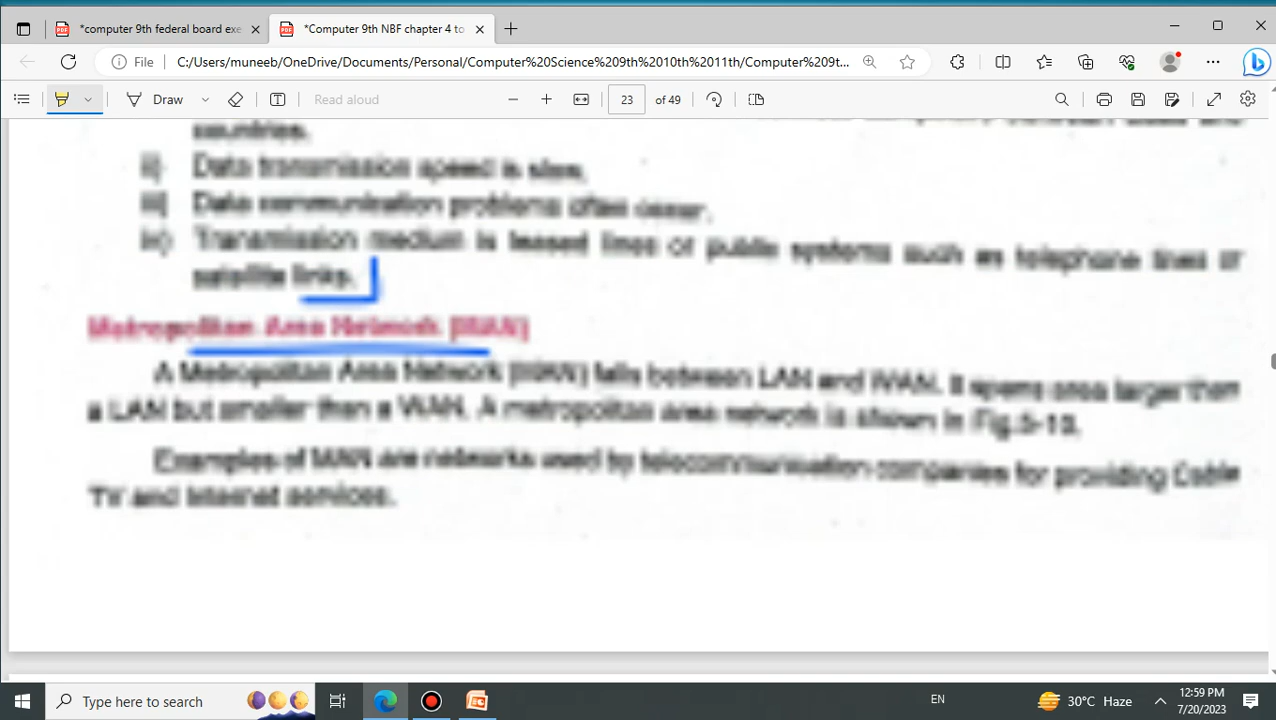 *computer 9th federal board exe
*Computer 9th NBF chapter 4 to
File
C:/Users/muneeb/OneDrive/Documents/Personal/Computer%20Science%209th%2010th%2011th/Computer%209t...
Draw
Read aloud
23 of 49
countries.
ii) Data transmission speed is slow.
iii) Data communication problems often occur.
iv) Transmission medium is leased lines or public systems such as telephone lines or
satellite links.
Metropolitan Area Network (MAN)
A Metropolitan Area Network (MAN) falls between LAN and WAN. It spans area larger than
a LAN but smaller than a WAN. A metropolitan area network is shown in Fig.5-13.
Examples of MAN are networks used by telecommunication companies for providing Cable
TV and Internet services.
Type here to search
EN
30°C Haze
12:59 PM
7/20/2023